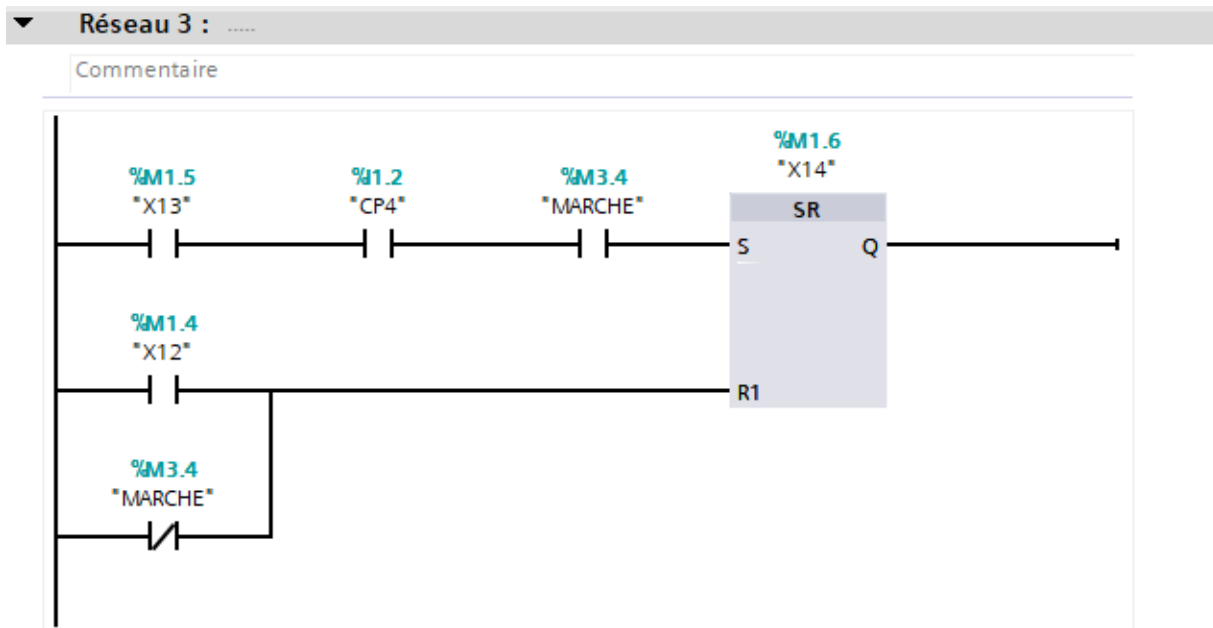 Réseau 3 : .....
Commentaire
%M1.6
"X14"
%M1.5 %I1.2 %M3.4
"X13" "CP4" "MARCHE"
SR
S Q
%M1.4
"X12"
R1
%M3.4
"MARCHE"